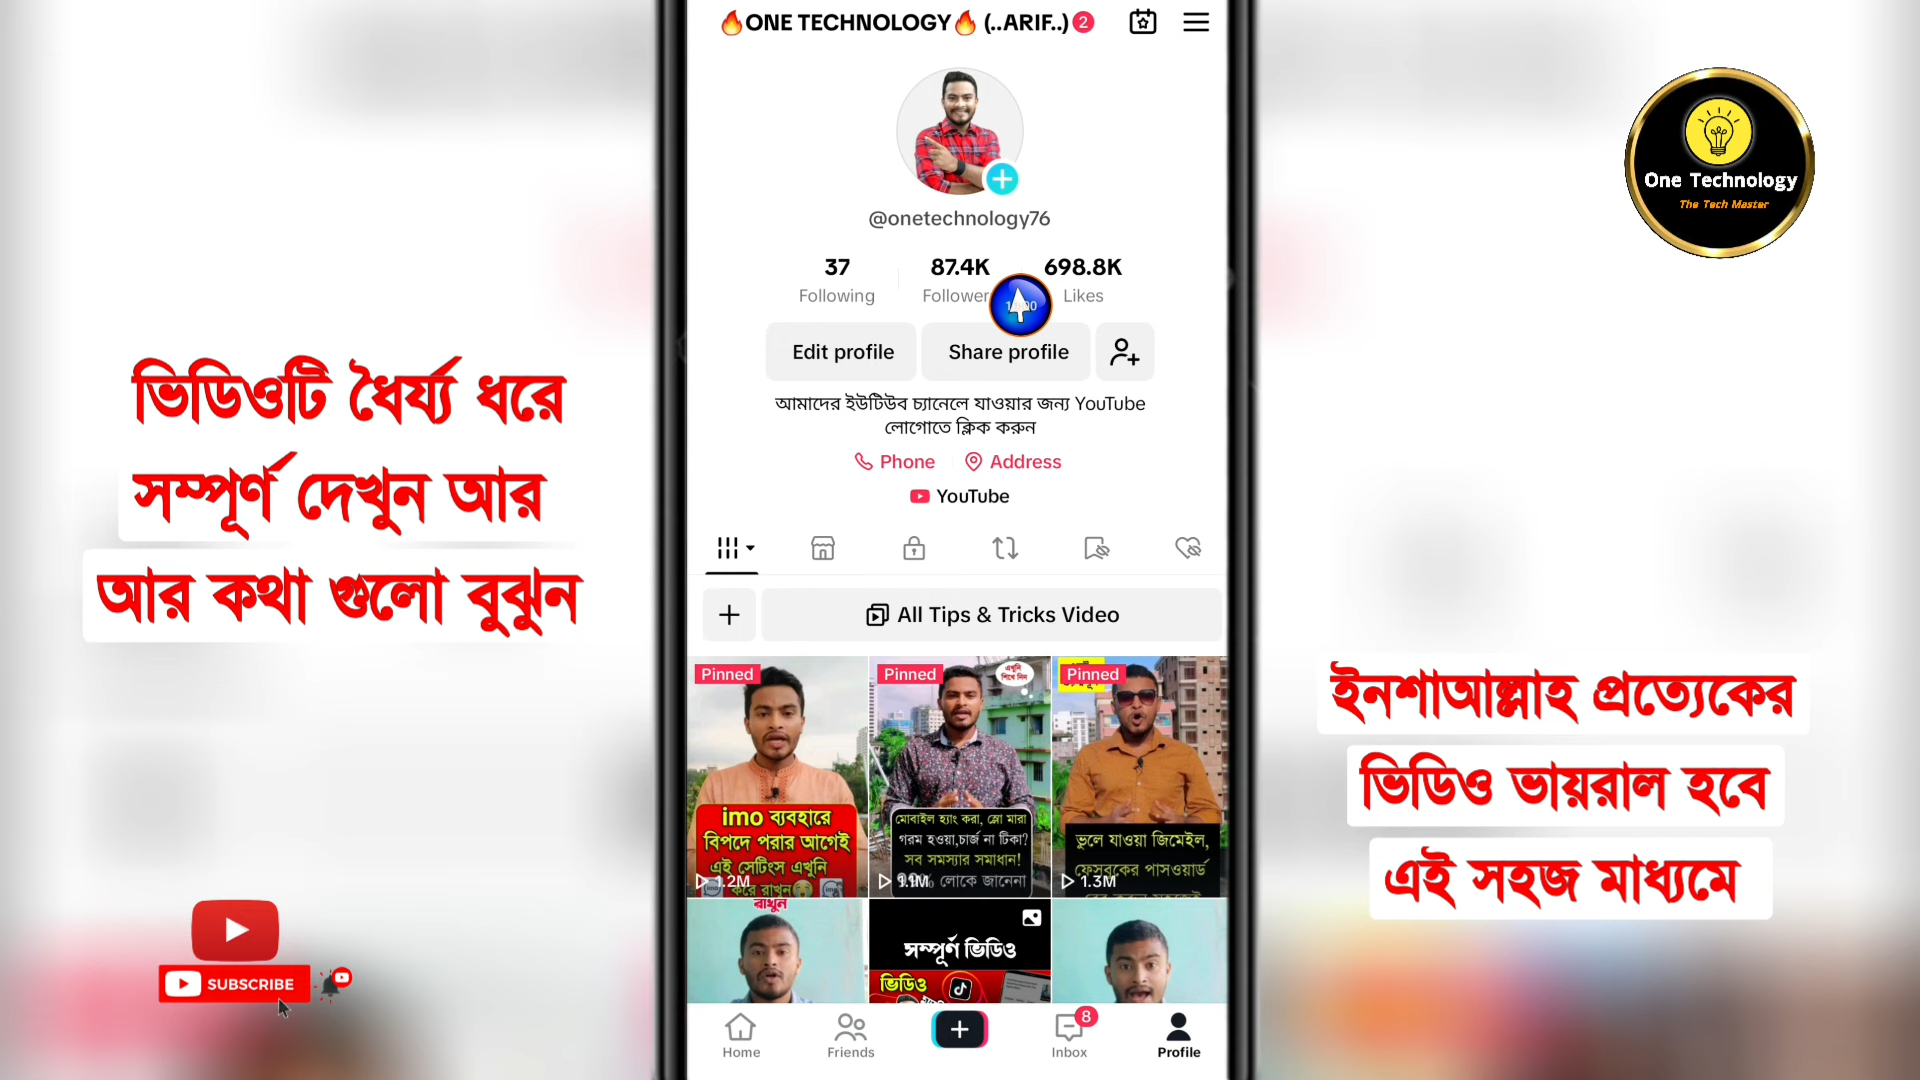 🔥ONE TECHNOLOGY🔥 (..ARIF..) 2
@onetechnology76
37 87.4K 698.8K
Following Follower Likes
Edit profile Share profile
আমাদের ইউটিউব চ্যানেলে যাওয়ার জন্য YouTube
লোগোতে ক্লিক করুন
Phone Address
YouTube
All Tips & Tricks Video
Pinned
imo ব্যবহারে
বিপদে পরার আগেই
এই সেটিংস এখুনি
করে রাখুন
1.2M
Pinned
এখুনি
শিখে নিন
মোবাইল হ্যাং করা, স্লো মারা
গরম হওয়া,চার্জ না টিকা?
সব সমস্যার সমাধান!
লোকে জানেনা
1.1M
Pinned
ভুলে যাওয়া জিমেইল,
ফেসবুকের পাসওয়ার্ড
1.3M
রাখুন
সম্পূর্ণ ভিডিও
ভিডিও
Home Friends Inbox 8 Profile
ভিডিওটি ধৈর্য্য ধরে
সম্পূর্ণ দেখুন আর
আর কথা গুলো বুঝুন
SUBSCRIBE
One Technology
The Tech Master
ইনশাআল্লাহ প্রত্যেকের
ভিডিও ভায়রাল হবে
এই সহজ মাধ্যমে